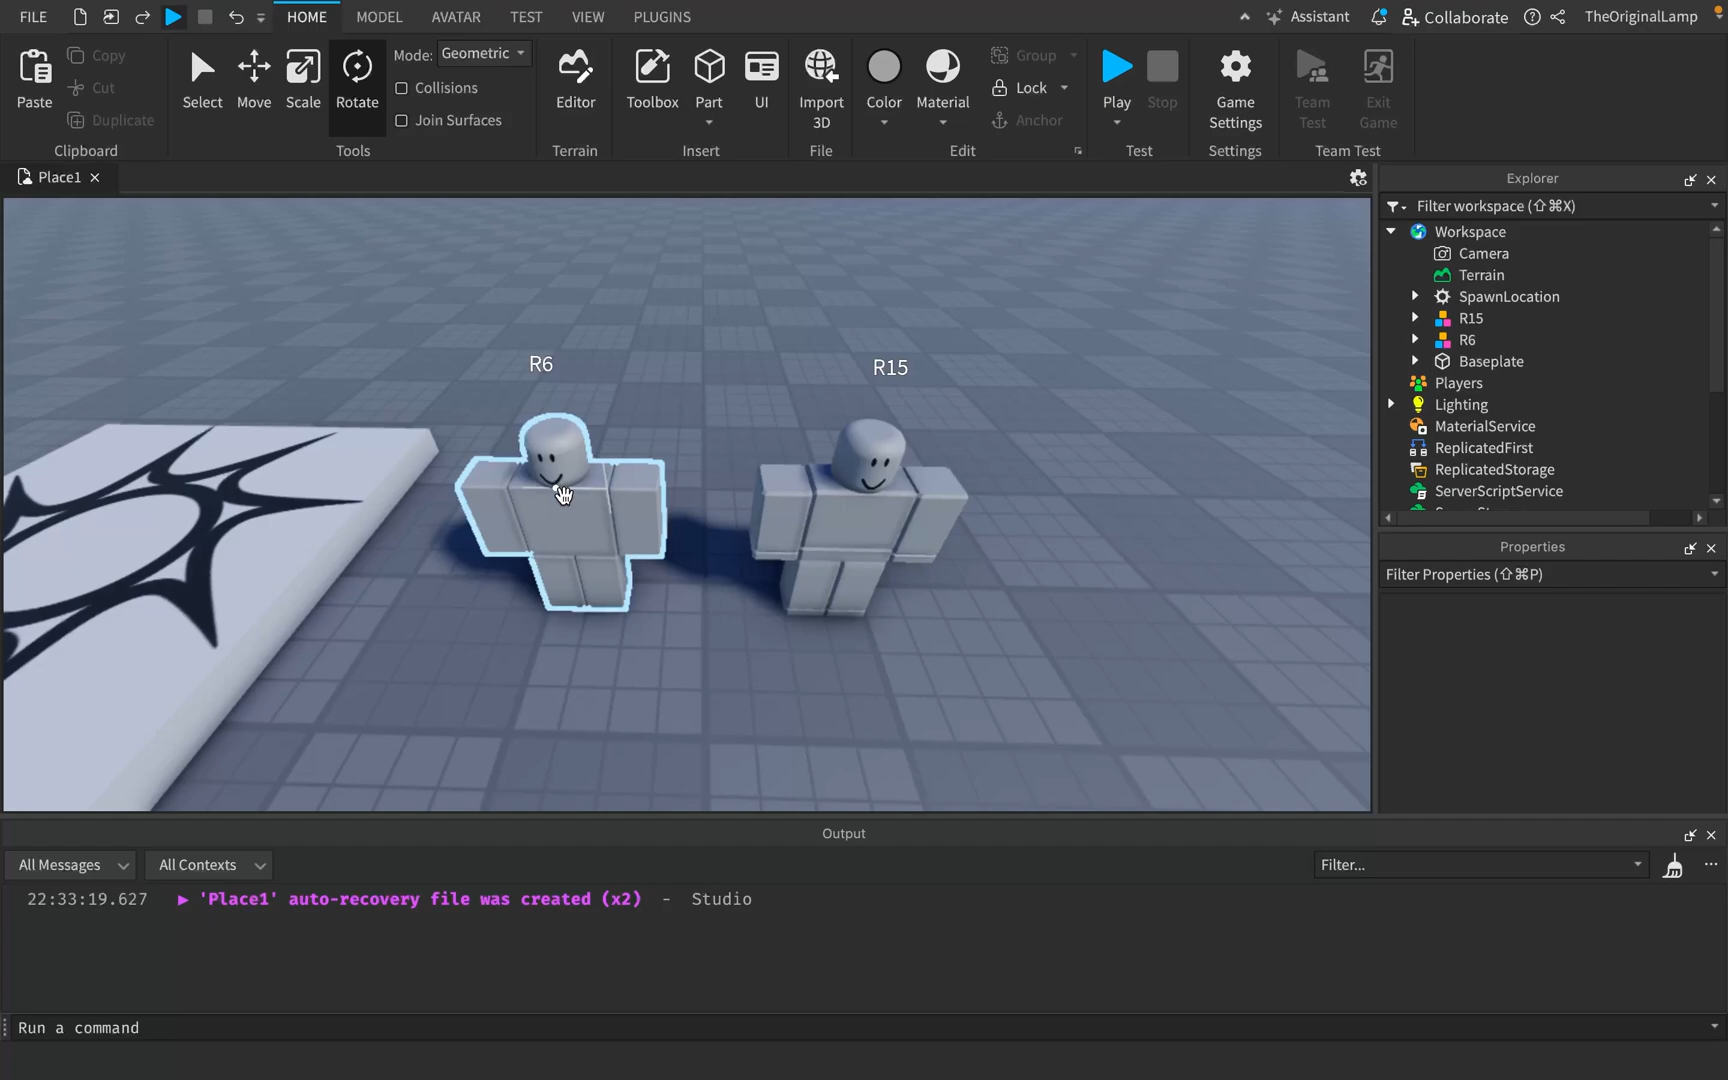 FILE HOME MODEL AVATAR TEST VIEW PLUGINS Assistant Collaborate TheOriginalLamp
Paste Copy Cut Duplicate
Clipboard
Select Move Scale Rotate
Mode: Geometric
Collisions
Join Surfaces
Tools
Editor
Terrain
Toolbox Part UI
Insert
Import
3D
File
Color Material
Group
Lock
Anchor
Edit
Play Stop
Test
Game
Settings
Settings
Team
Test
Exit
Game
Team Test
Place1
R6
R15
Explorer
Filter workspace (⇧⌘X)
Workspace
Camera
Terrain
SpawnLocation
R15
R6
Baseplate
Players
Lighting
MaterialService
ReplicatedFirst
ReplicatedStorage
ServerScriptService
Properties
Filter Properties (⇧⌘P)
Output
All Messages All Contexts Filter...
22:33:19.627 ▶ 'Place1' auto-recovery file was created (x2) - Studio
Run a command